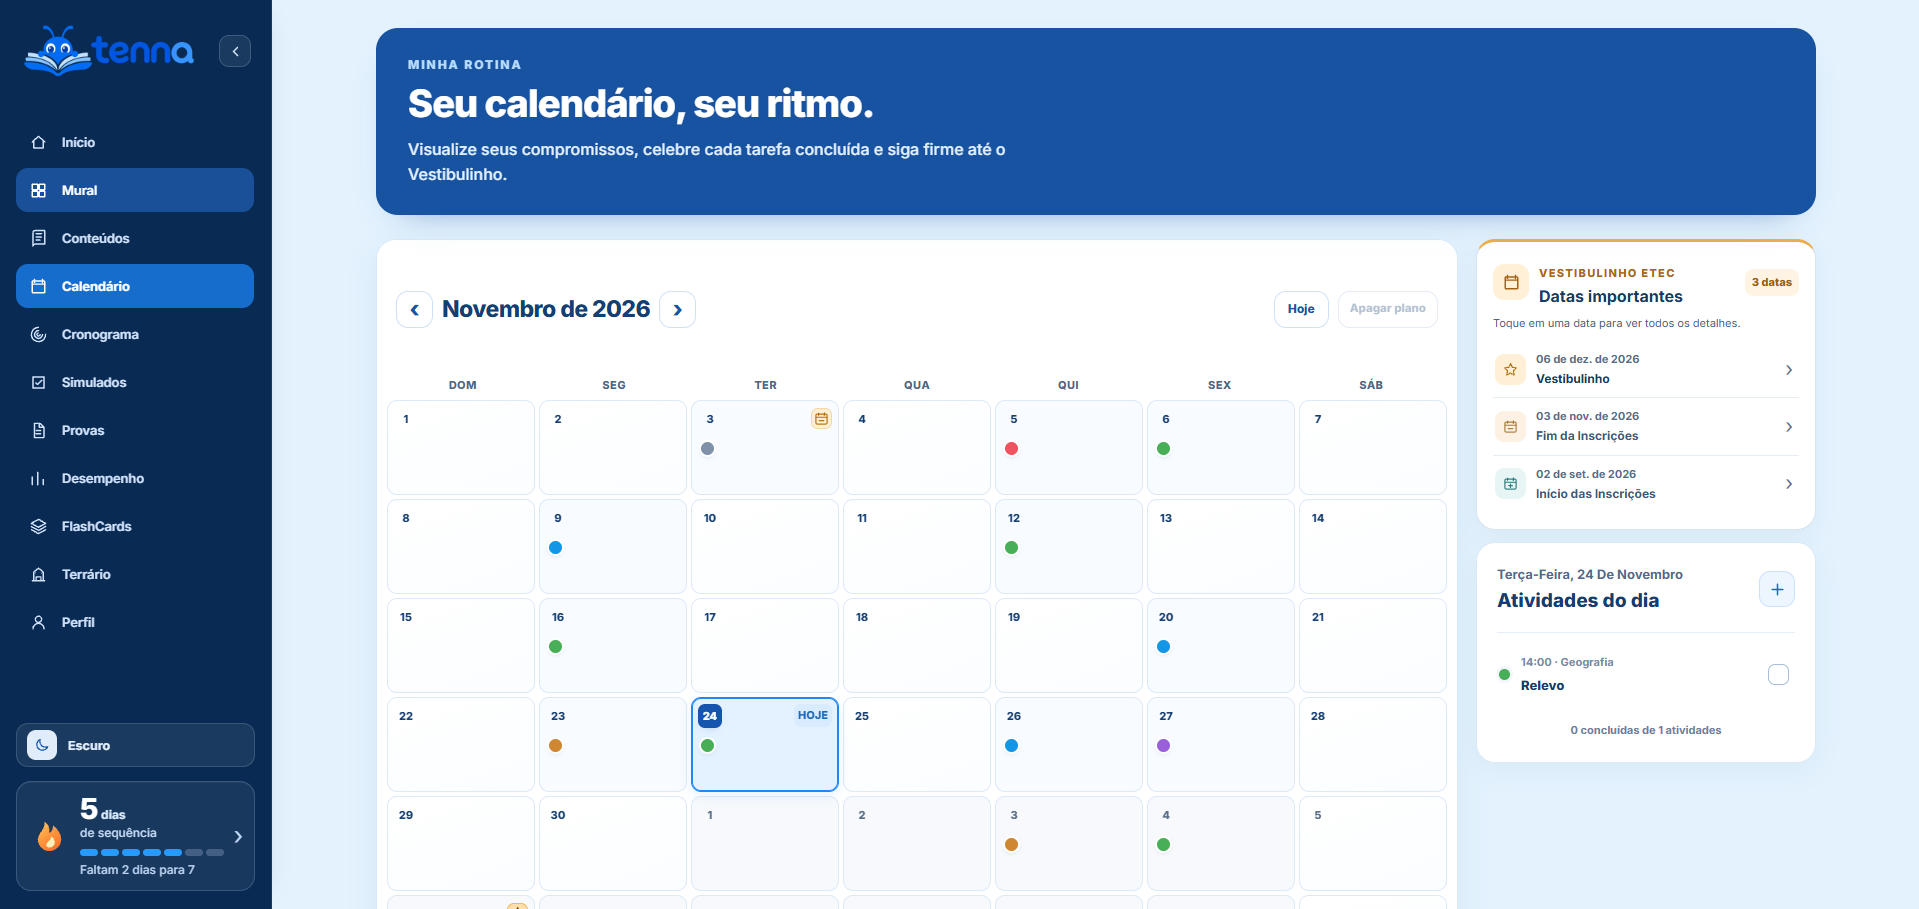 tenna
Início
Mural
Conteúdos
Calendário
Cronograma
Simulados
Provas
Desempenho
FlashCards
Terrário
Perfil
Escuro
5 dias
de sequência
Faltam 2 dias para 7
MINHA ROTINA
Seu calendário, seu ritmo.
Visualize seus compromissos, celebre cada tarefa concluída e siga firme até o
Vestibulinho.
Novembro de 2026
Hoje
Apagar plano
DOM SEG TER QUA QUI SEX SÁB
1 2 3 4 5 6 7
8 9 10 11 12 13 14
15 16 17 18 19 20 21
22 23 24 HOJE 25 26 27 28
29 30 1 2 3 4 5
VESTIBULINHO ETEC
Datas importantes
3 datas
Toque em uma data para ver todos os detalhes.
06 de dez. de 2026
Vestibulinho
03 de nov. de 2026
Fim da Inscrições
02 de set. de 2026
Início das Inscrições
Terça-Feira, 24 De Novembro
Atividades do dia
14:00 · Geografia
Relevo
0 concluídas de 1 atividades